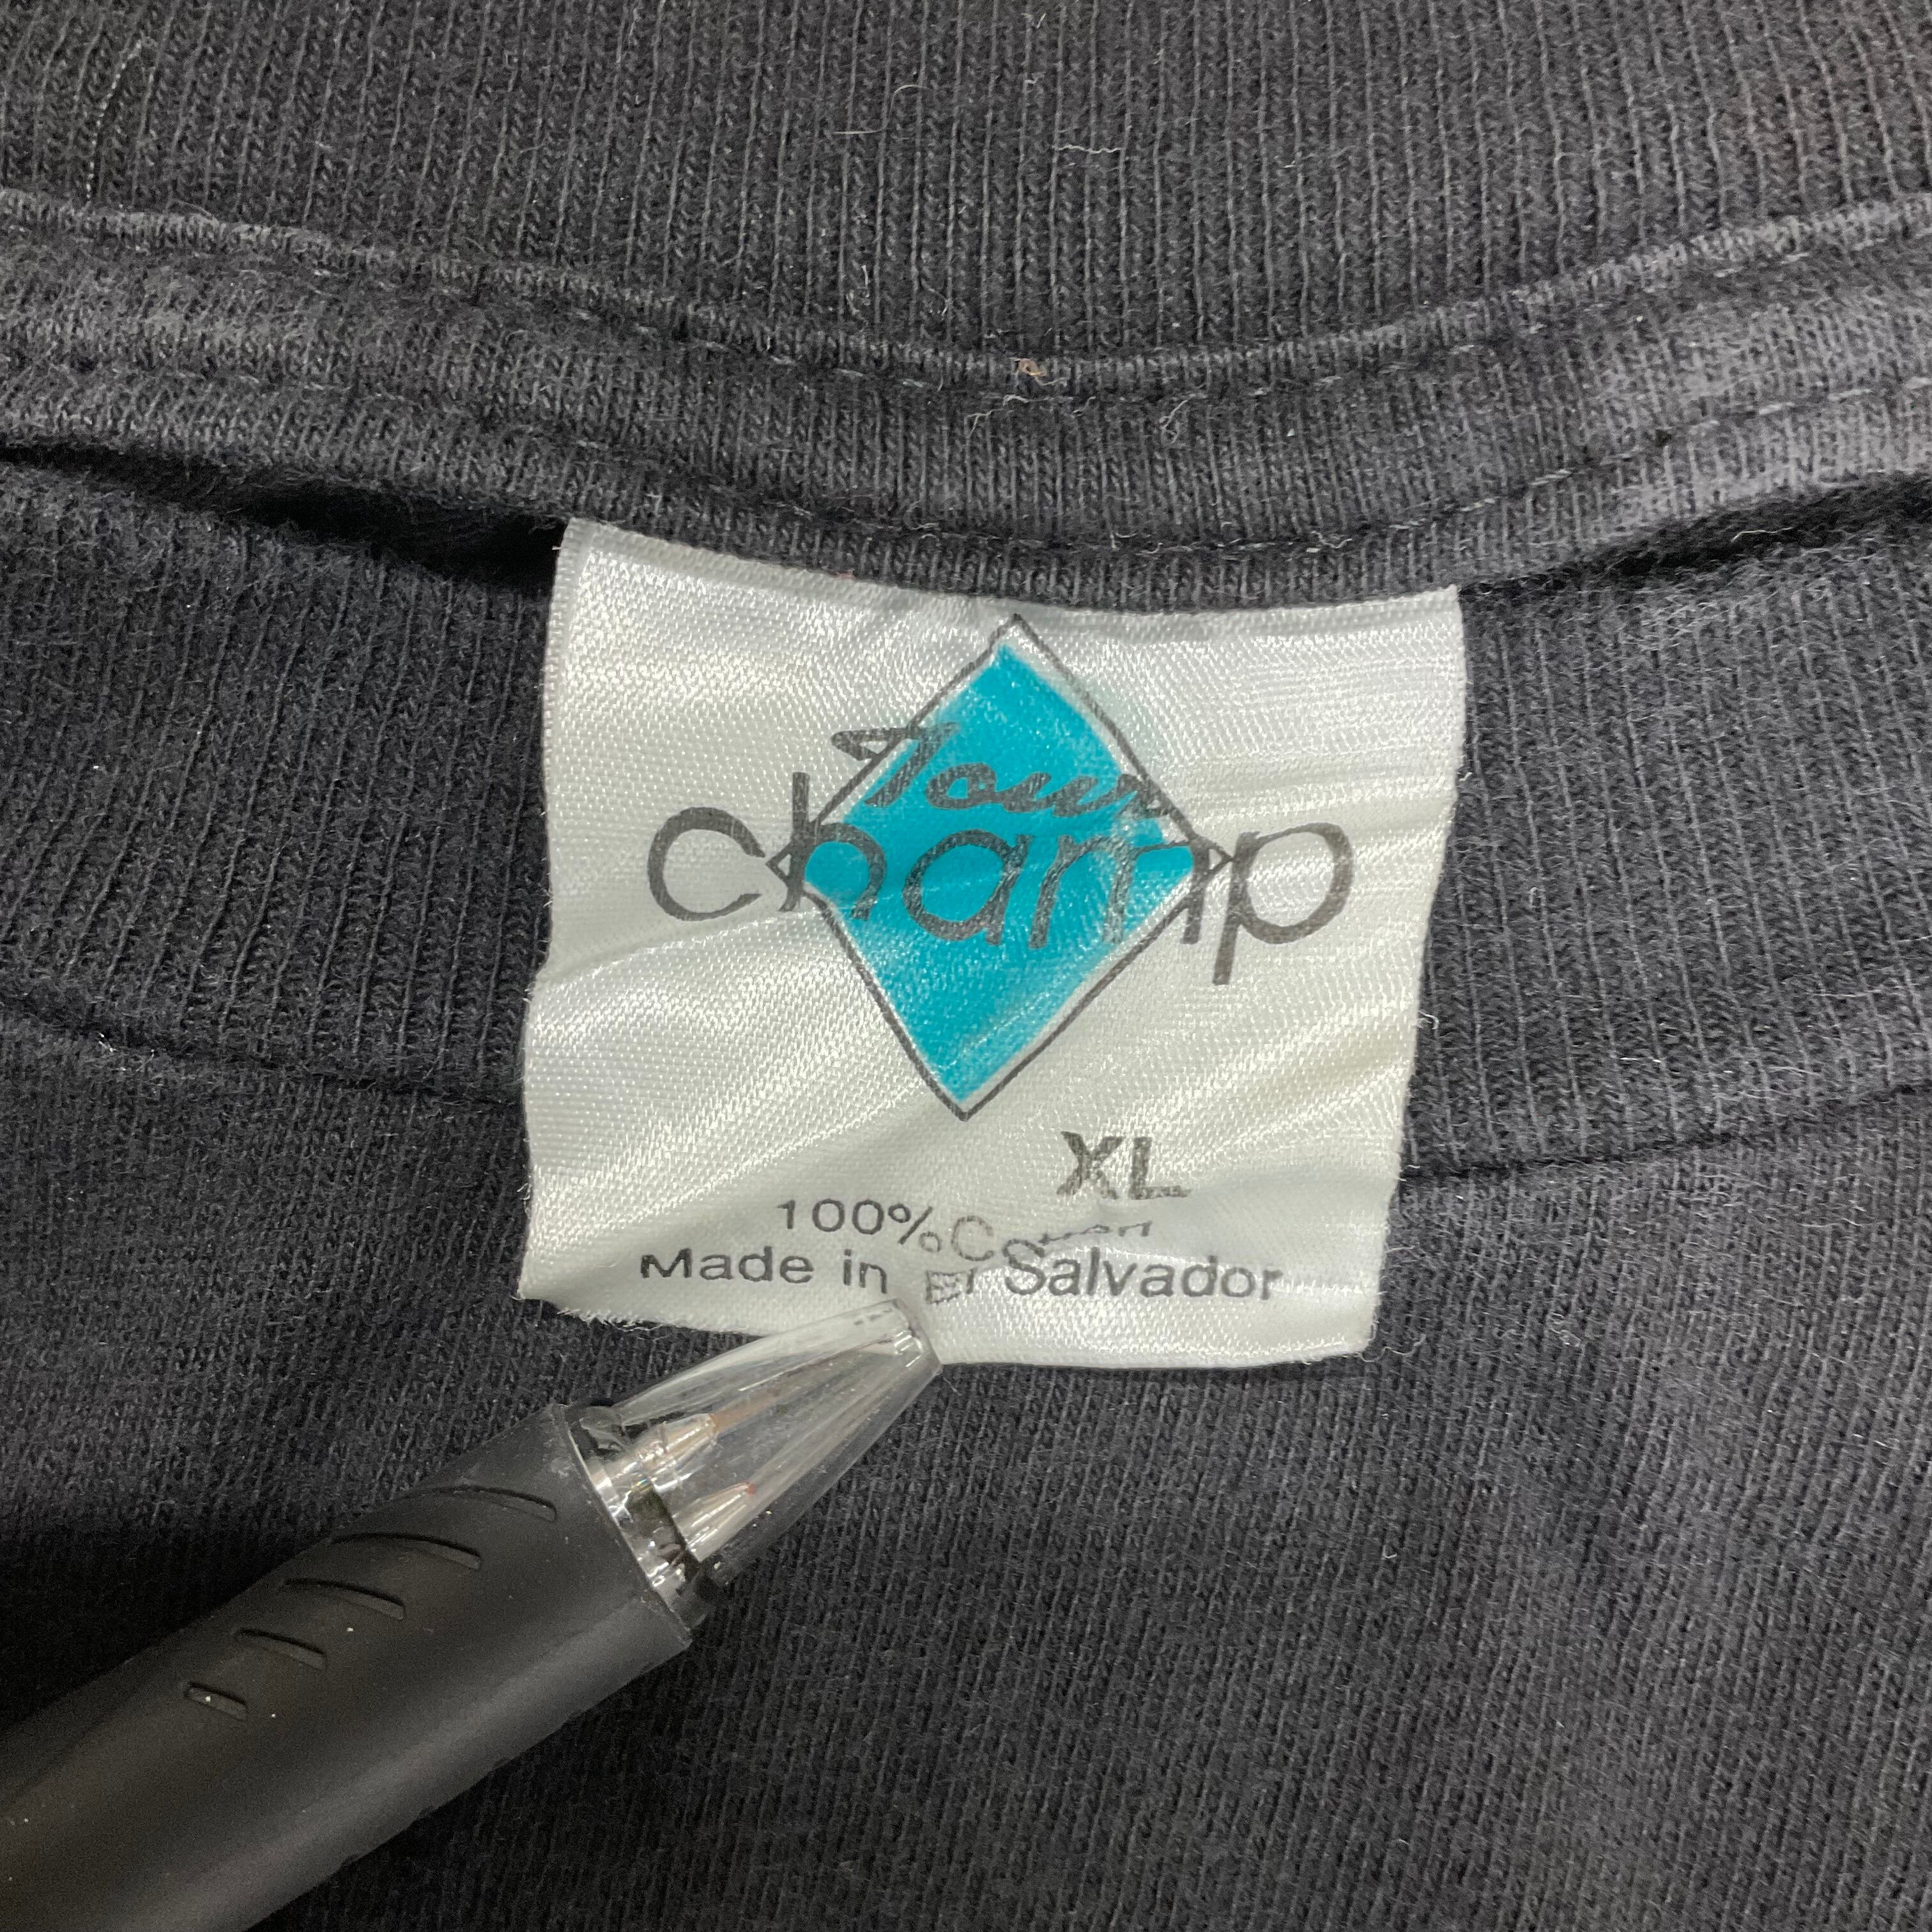 Tour
champ
XL
100% Cotton
Made in El Salvador